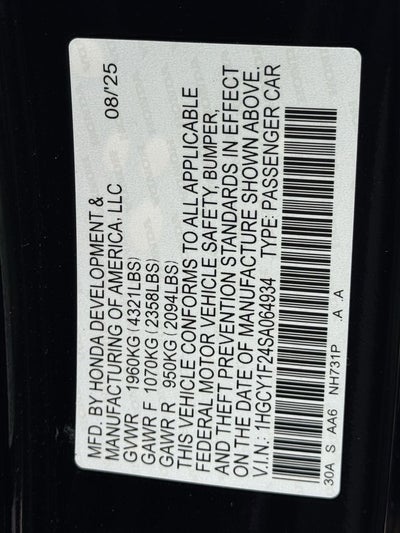 MFD. BY HONDA DEVELOPMENT &
MANUFACTURING OF AMERICA, LLC 08/'25
GVWR 1960KG (4321LBS)
GAWR F 1070KG (2358LBS)
GAWR R 950KG (2094LBS)
THIS VEHICLE CONFORMS TO ALL APPLICABLE
FEDERAL MOTOR VEHICLE SAFETY, BUMPER,
AND THEFT PREVENTION STANDARDS IN EFFECT
ON THE DATE OF MANUFACTURE SHOWN ABOVE.
V.I.N: 1HGCY1F24SA064934 TYPE: PASSENGER CAR
30A S AA6 NH731P .A .A